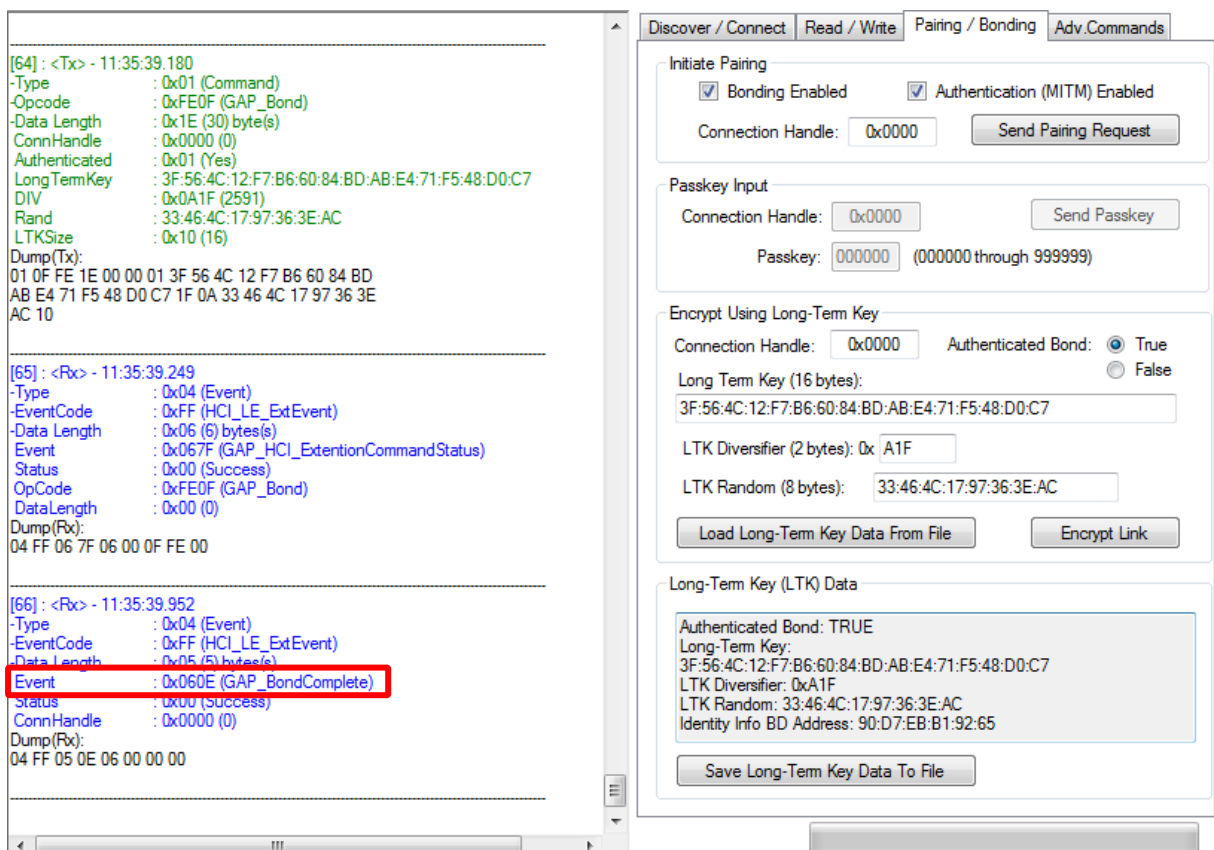 [64] : <Tx> - 11:35:39.180
-Type : 0x01 (Command)
-Opcode : 0xFE0F (GAP_Bond)
-Data Length : 0x1E (30) byte(s)
ConnHandle : 0x0000 (0)
Authenticated : 0x01 (Yes)
LongTermKey : 3F:56:4C:12:F7:B6:60:84:BD:AB:E4:71:F5:48:D0:C7
DIV : 0x0A1F (2591)
Rand : 33:46:4C:17:97:36:3E:AC
LTKSize : 0x10 (16)
Dump(Tx):
01 0F FE 1E 00 00 01 3F 56 4C 12 F7 B6 60 84 BD
AB E4 71 F5 48 D0 C7 1F 0A 33 46 4C 17 97 36 3E
AC 10
[65] : <Rx> - 11:35:39.249
-Type : 0x04 (Event)
-EventCode : 0xFF (HCI_LE_ExtEvent)
-Data Length : 0x06 (6) bytes(s)
Event : 0x067F (GAP_HCI_ExtentionCommandStatus)
Status : 0x00 (Success)
OpCode : 0xFE0F (GAP_Bond)
DataLength : 0x00 (0)
Dump(Rx):
04 FF 06 7F 06 00 0F FE 00
[66] : <Rx> - 11:35:39.952
-Type : 0x04 (Event)
-EventCode : 0xFF (HCI_LE_ExtEvent)
-Data Length : 0x05 (5) bytes(s)
Event : 0x060E (GAP_BondComplete)
Status : 0x00 (Success)
ConnHandle : 0x0000 (0)
Dump(Rx):
04 FF 05 0E 06 00 00 00
Discover / Connect Read / Write Pairing / Bonding Adv.Commands
Initiate Pairing
Bonding Enabled Authentication (MITM) Enabled
Connection Handle: 0x0000 Send Pairing Request
Passkey Input
Connection Handle: 0x0000 Send Passkey
Passkey: 000000 (000000 through 999999)
Encrypt Using Long-Term Key
Connection Handle: 0x0000 Authenticated Bond: True
False
Long Term Key (16 bytes):
3F:56:4C:12:F7:B6:60:84:BD:AB:E4:71:F5:48:D0:C7
LTK Diversifier (2 bytes): 0x A1F
LTK Random (8 bytes): 33:46:4C:17:97:36:3E:AC
Load Long-Term Key Data From File Encrypt Link
Long-Term Key (LTK) Data
Authenticated Bond: TRUE
Long-Term Key:
3F:56:4C:12:F7:B6:60:84:BD:AB:E4:71:F5:48:D0:C7
LTK Diversifier: 0xA1F
LTK Random: 33:46:4C:17:97:36:3E:AC
Identity Info BD Address: 90:D7:EB:B1:92:65
Save Long-Term Key Data To File